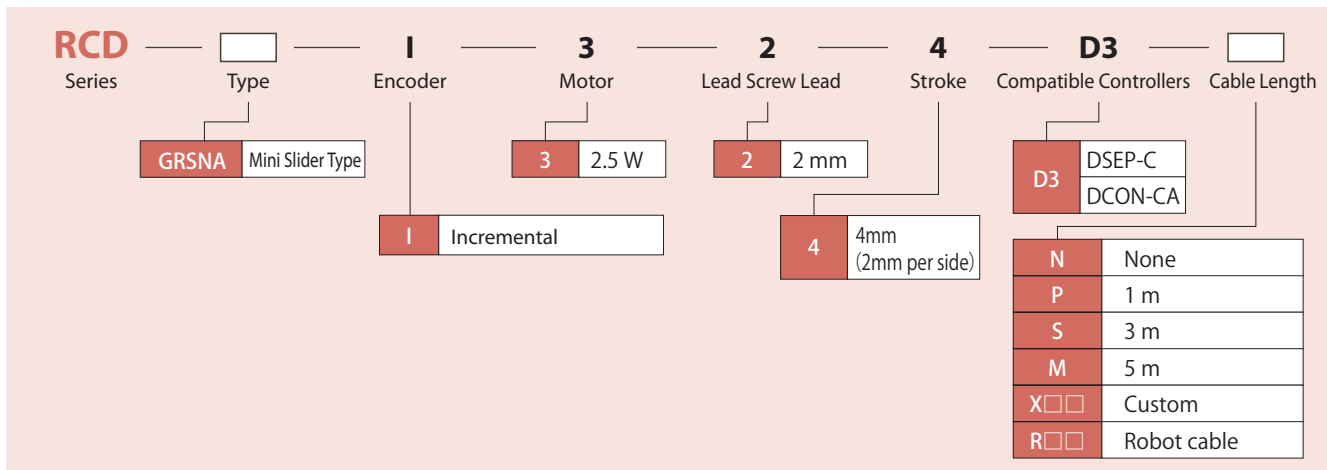 RCD I 3 2 4 D3
Series Type Encoder Motor Lead Screw Lead Stroke Compatible Controllers Cable Length
GRSNA Mini Slider Type
3 2.5 W
2 2 mm
D3 DSEP-C
DCON-CA
I Incremental
4 4mm
(2mm per side)
N None
P 1 m
S 3 m
M 5 m
X□□ Custom
R□□ Robot cable